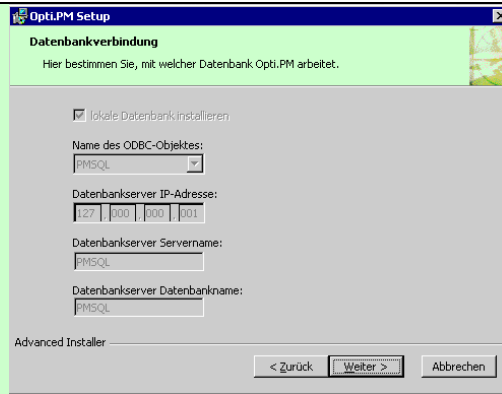 Opti.PM Setup
Datenbankverbindung
Hier bestimmen Sie, mit welcher Datenbank Opti.PM arbeitet.
lokale Datenbank installieren
Name des ODBC-Objektes:
PMSQL
Datenbankserver IP-Adresse:
127 . 000 . 000 . 001
Datenbankserver Servername:
PMSQL
Datenbankserver Datenbankname:
PMSQL
Advanced Installer
< Zurück Weiter > Abbrechen